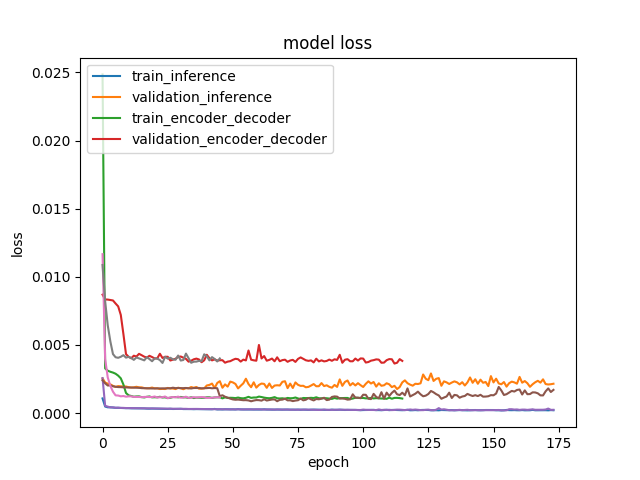 model loss
train_inference
validation_inference
train_encoder_decoder
validation_encoder_decoder
0.025
0.020
0.015
0.010
0.005
0.000
loss
0 25 50 75 100 125 150 175
epoch